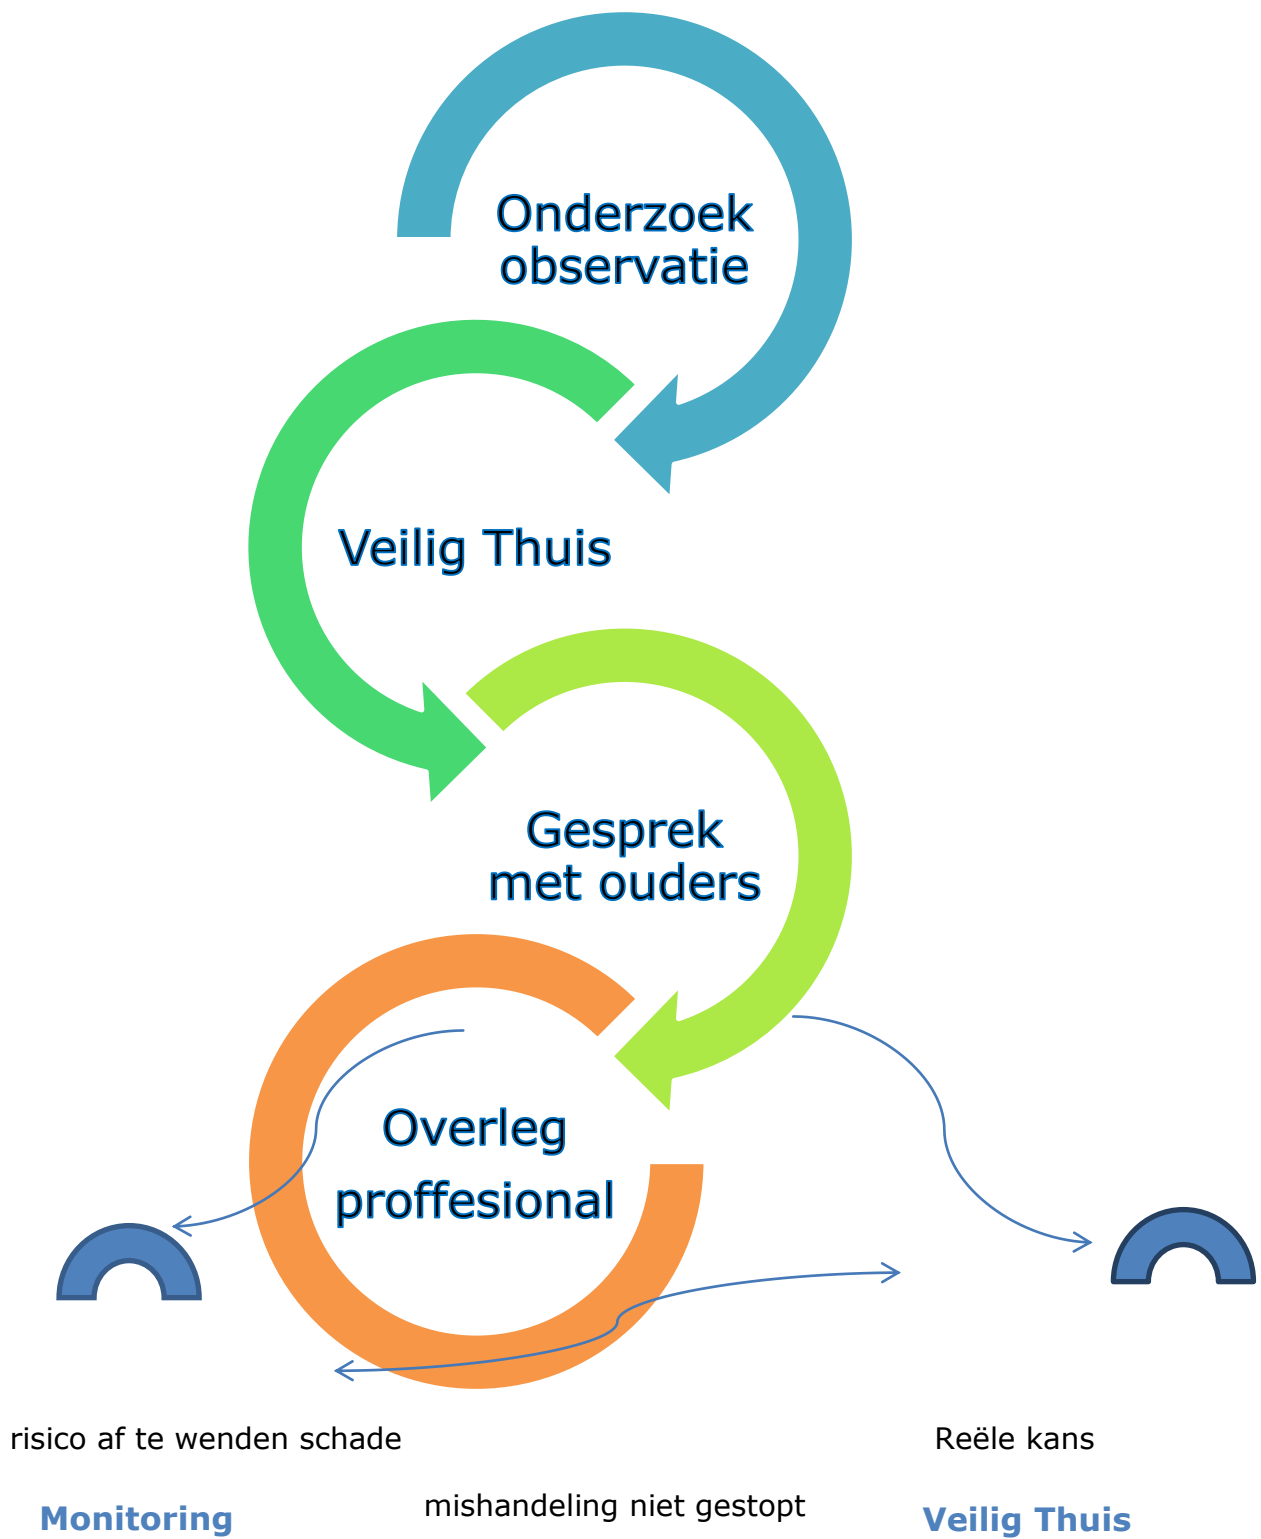 Onderzoek
observatie
Veilig Thuis
Gesprek
met ouders
Overleg
proffesional
risico af te wenden schade
Reële kans
mishandeling niet gestopt
Monitoring
Veilig Thuis